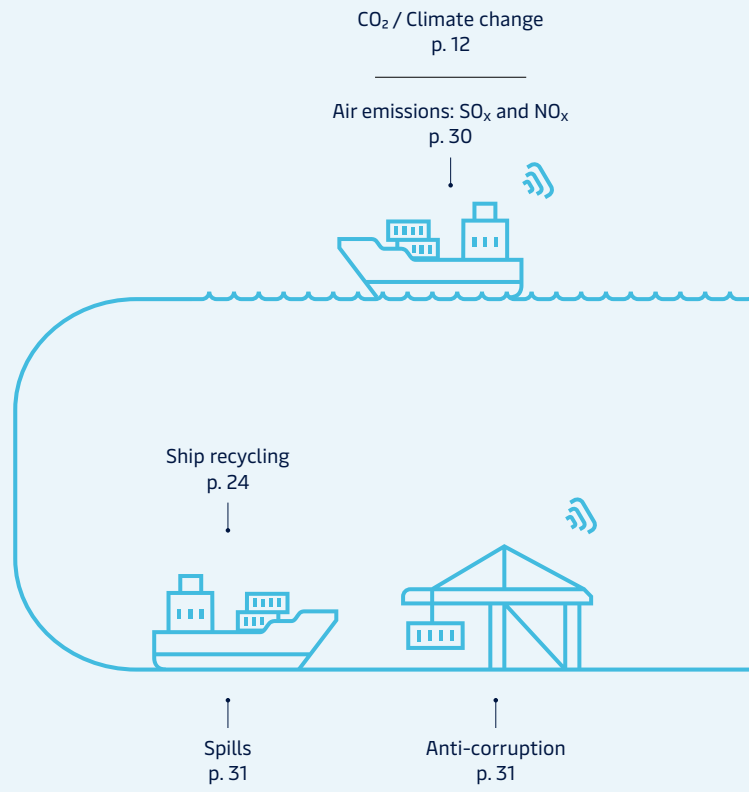 CO₂ / Climate change
p. 12
Air emissions: SOₓ and NOₓ
p. 30
Ship recycling
p. 24
Spills
p. 31
Anti-corruption
p. 31